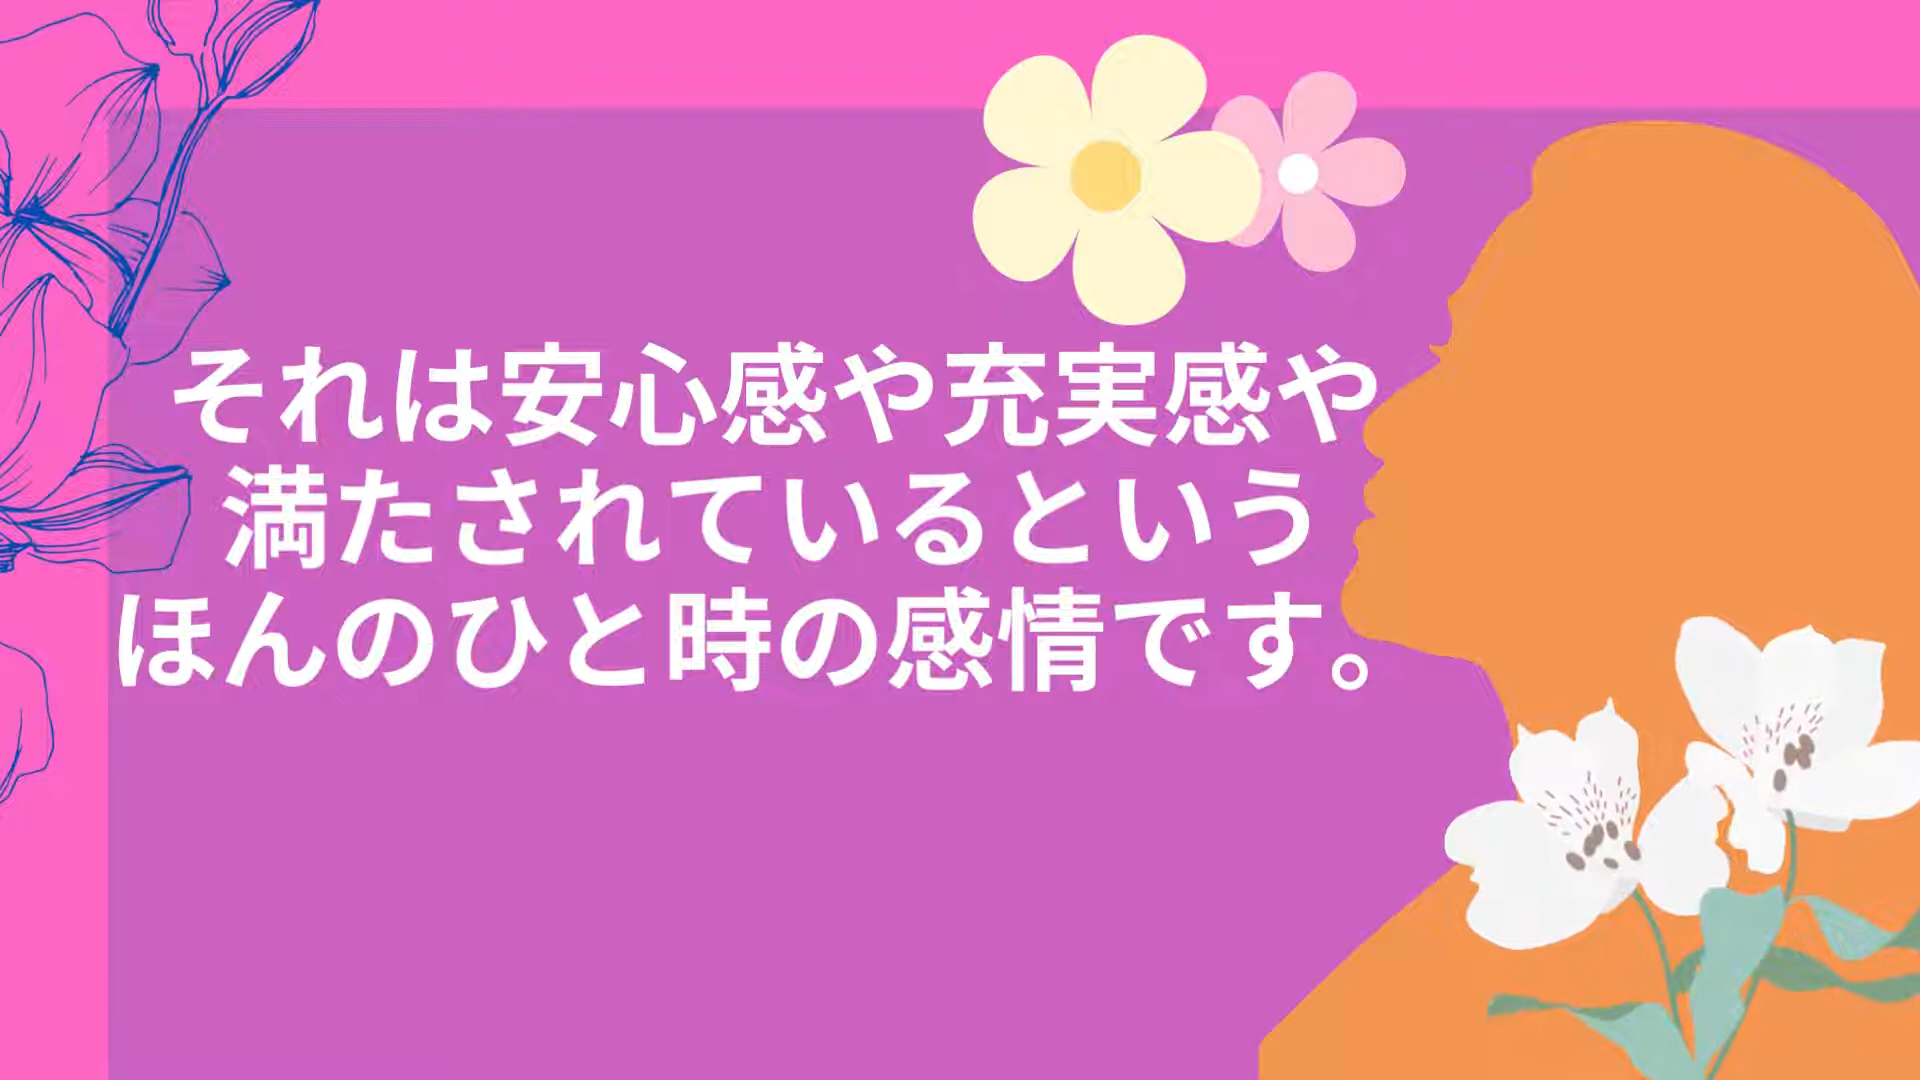 それは安心感や充実感や
満たされているという
ほんのひと時の感情です。